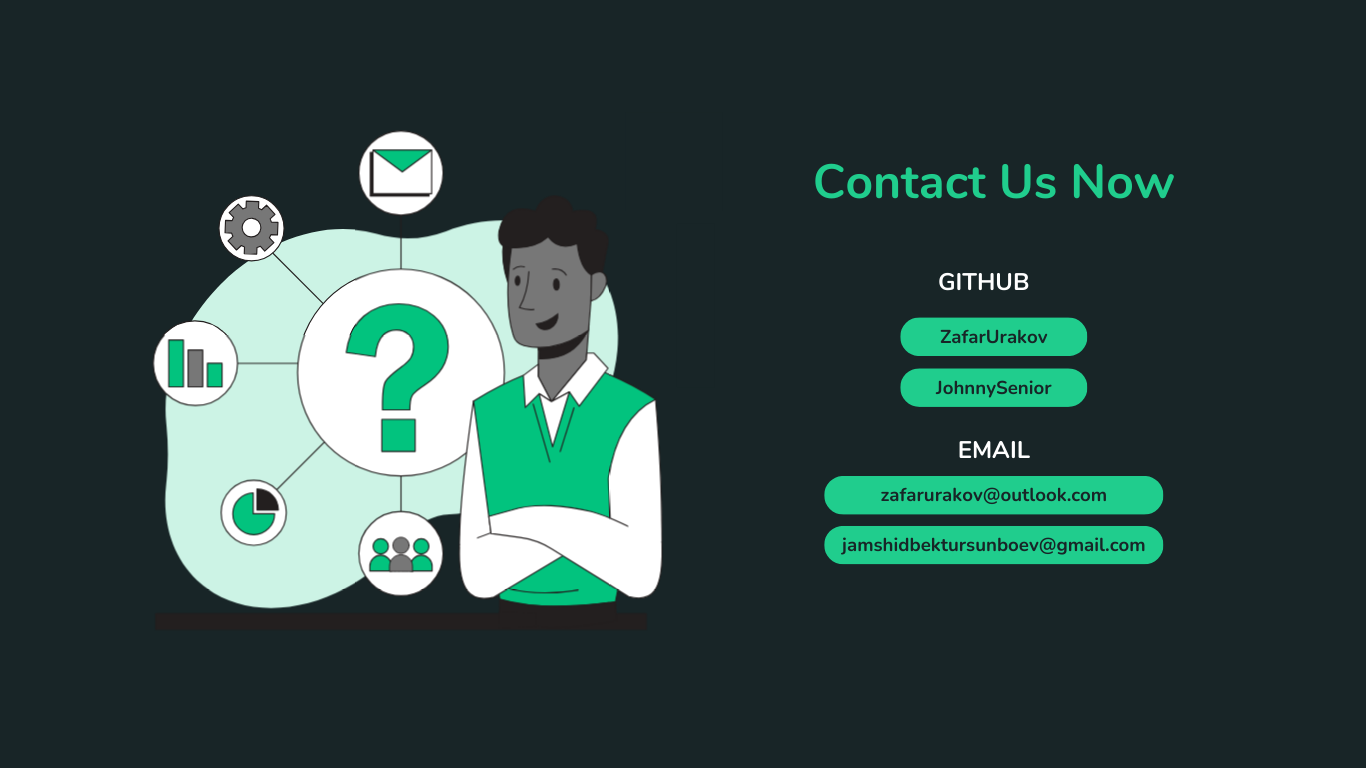 Contact Us Now
GITHUB
ZafarUrakov
JohnnySenior
EMAIL
zafarurakov@outlook.com
jamshidbektursunboev@gmail.com
?